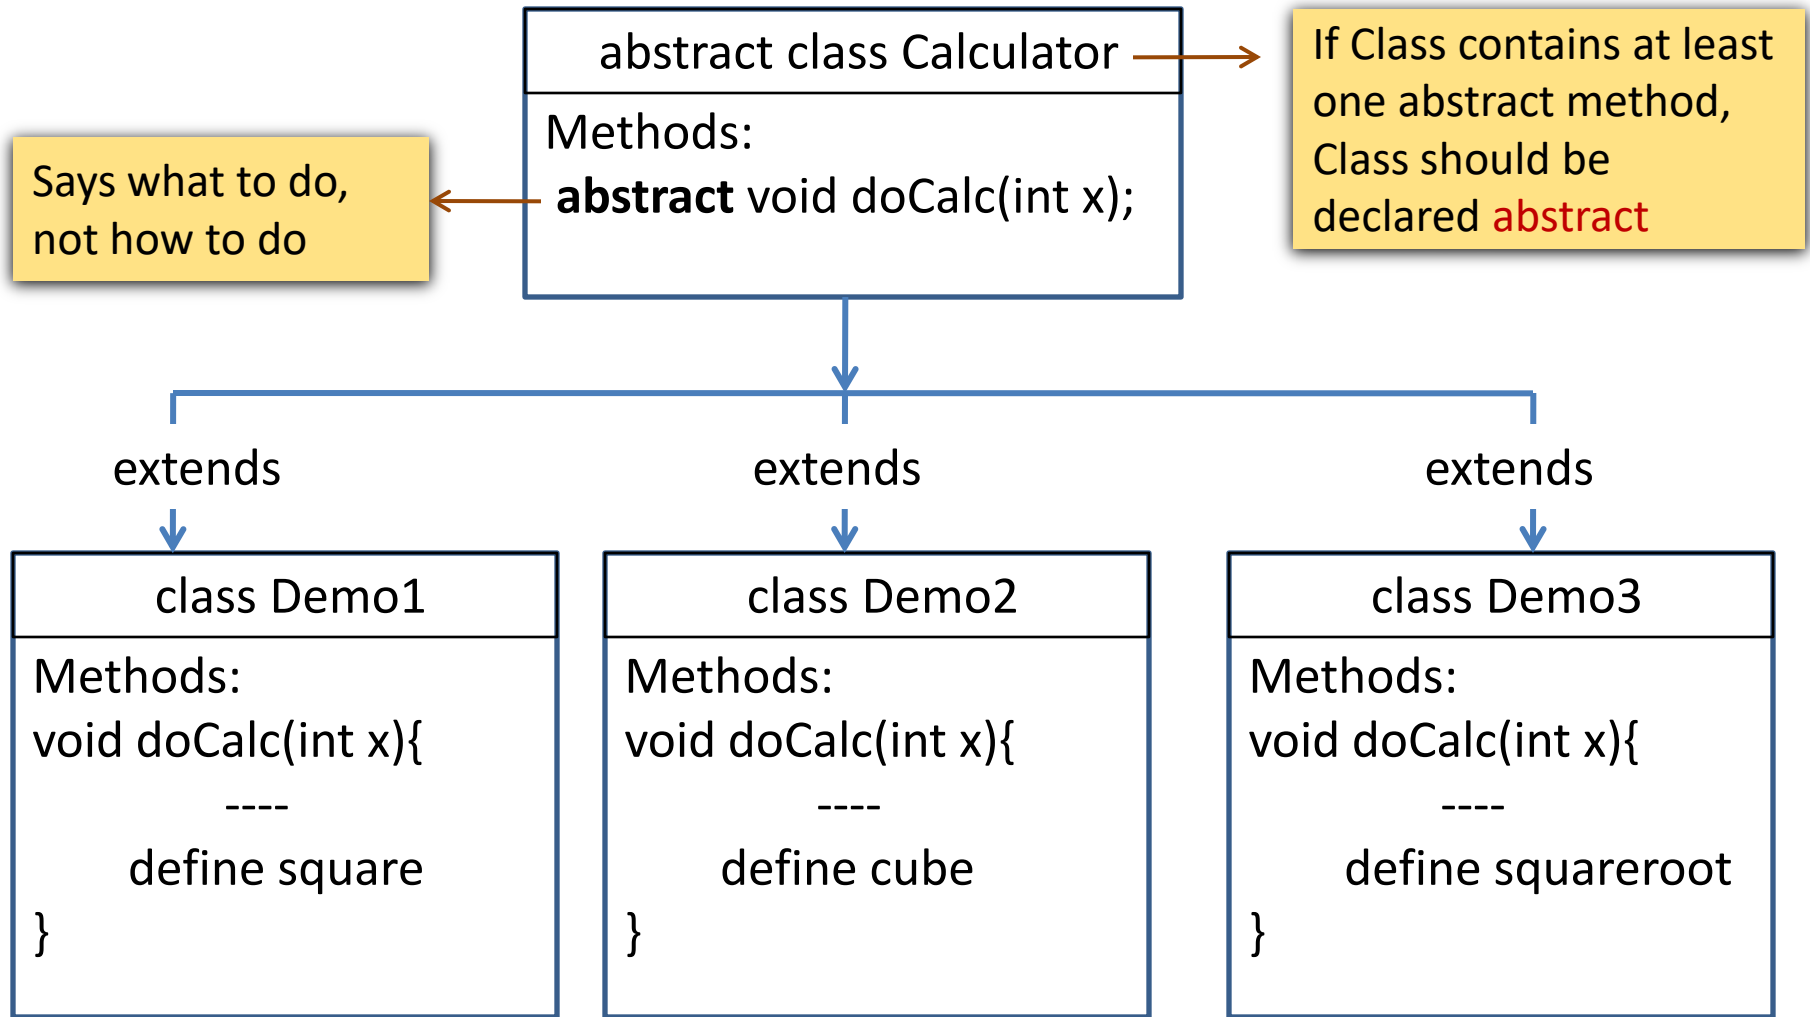 abstract class Calculator
Methods:
abstract void doCalc(int x);
If Class contains at least
one abstract method,
Class should be
declared abstract
Says what to do,
not how to do
extends
extends
extends
class Demo1
Methods:
void doCalc(int x){
----
define square
}
class Demo2
Methods:
void doCalc(int x){
----
define cube
}
class Demo3
Methods:
void doCalc(int x){
----
define squareroot
}